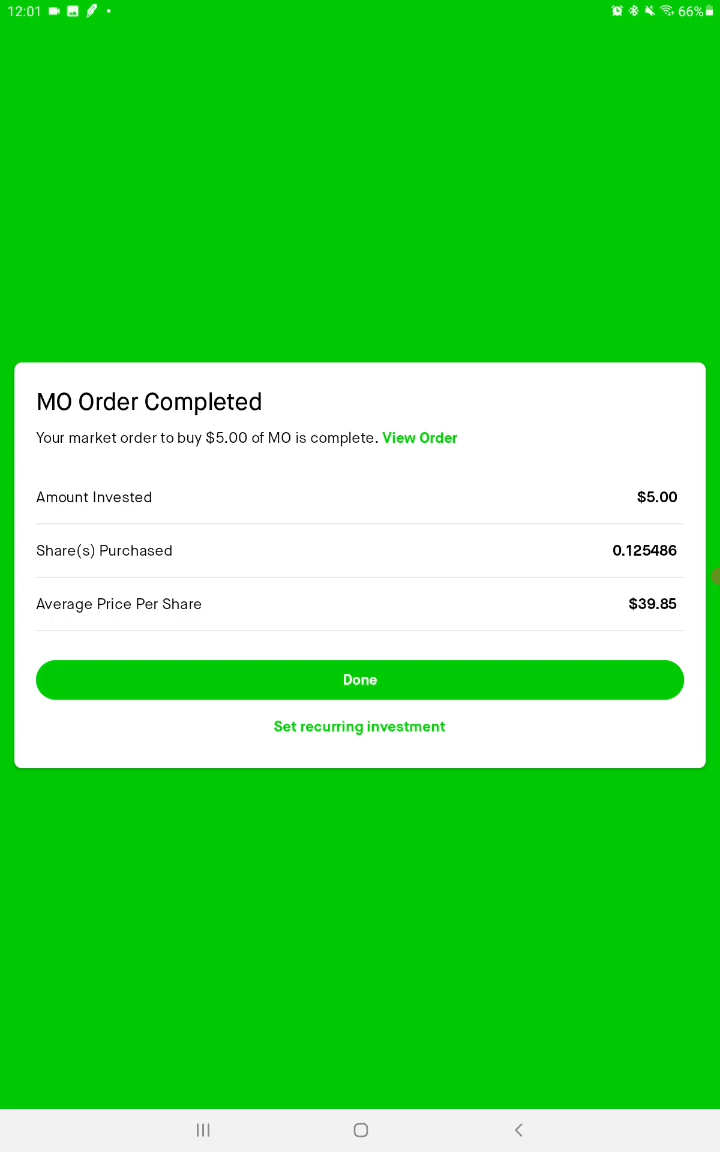 12:01 66%
MO Order Completed
Your market order to buy $5.00 of MO is complete. View Order
Amount Invested $5.00
Share(s) Purchased 0.125486
Average Price Per Share $39.85
Done
Set recurring investment